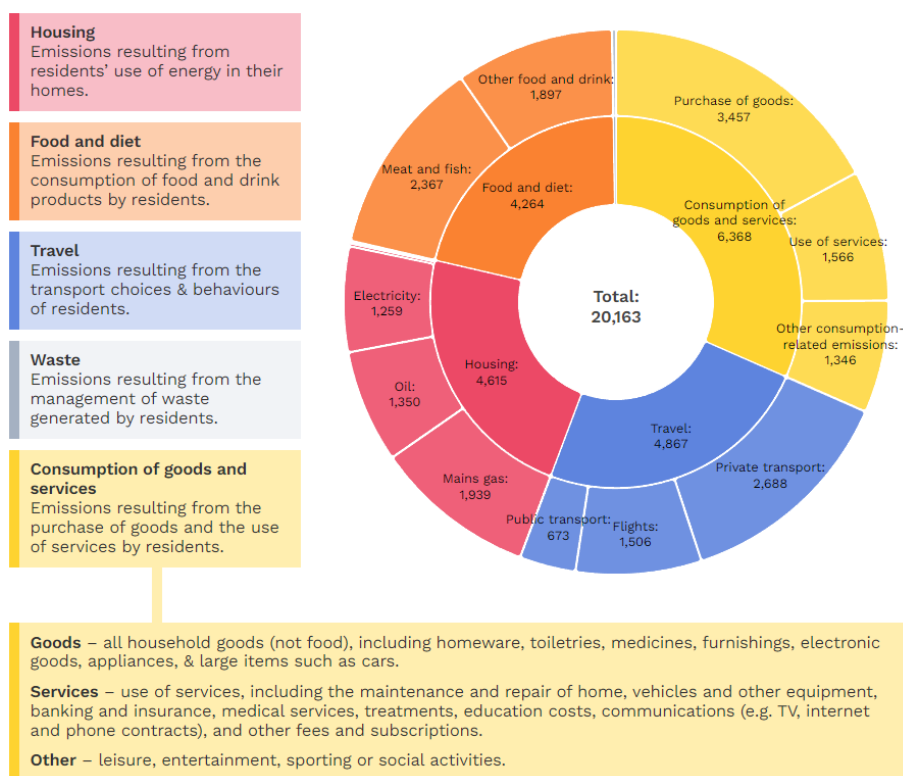 Housing
Emissions resulting from
residents' use of energy in their
homes.
Food and diet
Emissions resulting from the
consumption of food and drink
products by residents.
Travel
Emissions resulting from the
transport choices & behaviours
of residents.
Waste
Emissions resulting from the
management of waste
generated by residents.
Consumption of goods and
services
Emissions resulting from the
purchase of goods and the use
of services by residents.
Other food and drink:
1,897
Purchase of goods:
3,457
Meat and fish:
2,367
Food and diet:
4,264
Consumption of
goods and services:
6,368
Use of services:
1,566
Electricity:
1,259
Total:
20,163
Other consumption-
related emissions:
1,346
Housing:
4,615
Oil:
1,350
Travel:
4,867
Mains gas:
1,939
Private transport:
2,688
Public transport:
673
Flights:
1,506
Goods – all household goods (not food), including homeware, toiletries, medicines, furnishings, electronic
goods, appliances, & large items such as cars.
Services – use of services, including the maintenance and repair of home, vehicles and other equipment,
banking and insurance, medical services, treatments, education costs, communications (e.g. TV, internet
and phone contracts), and other fees and subscriptions.
Other – leisure, entertainment, sporting or social activities.